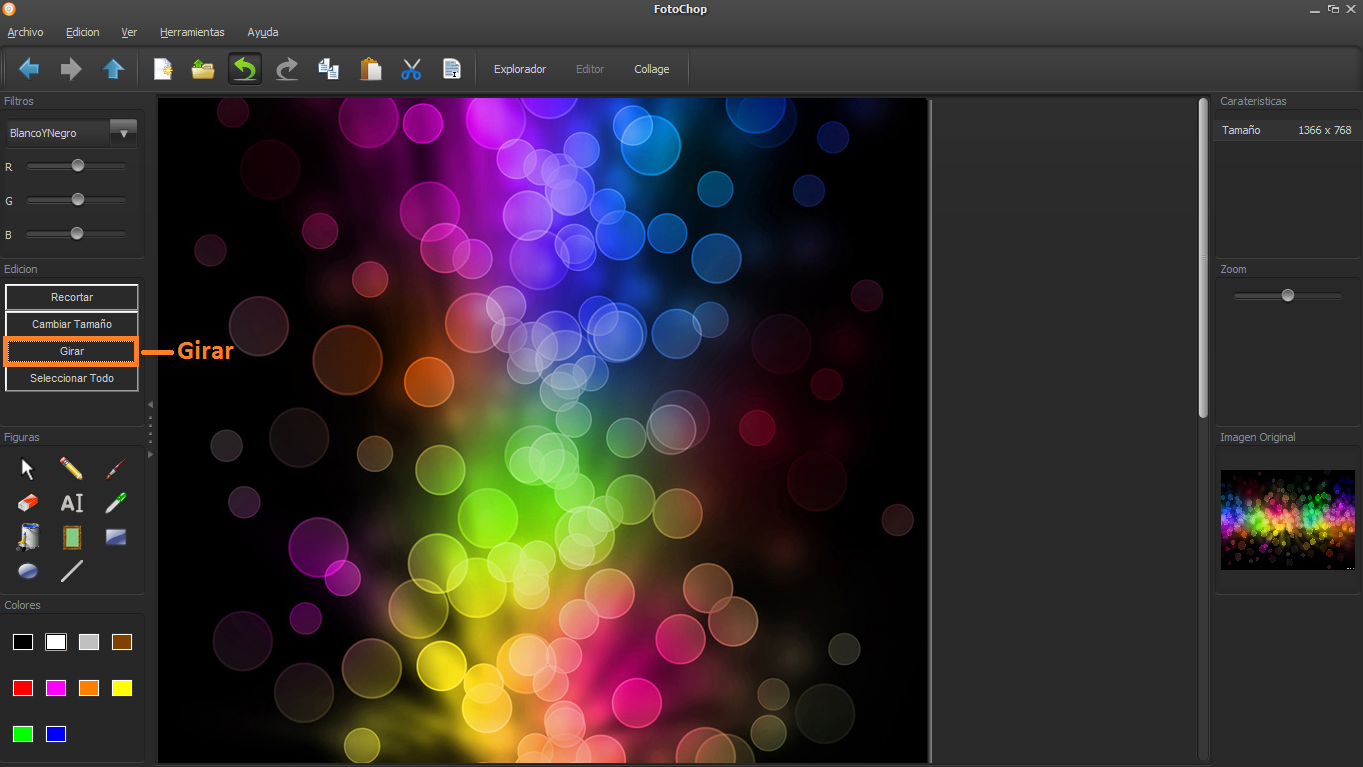 FotoChop
Archivo Edicion Ver Herramientas Ayuda
Explorador Editor Collage
Filtros
BlancoYNegro
R
G
B
Edicion
Recortar
Cambiar Tamaño
Girar
Girar
Seleccionar Todo
Figuras
AI
Colores
Carateristicas
Tamaño 1366 x 768
Zoom
Imagen Original